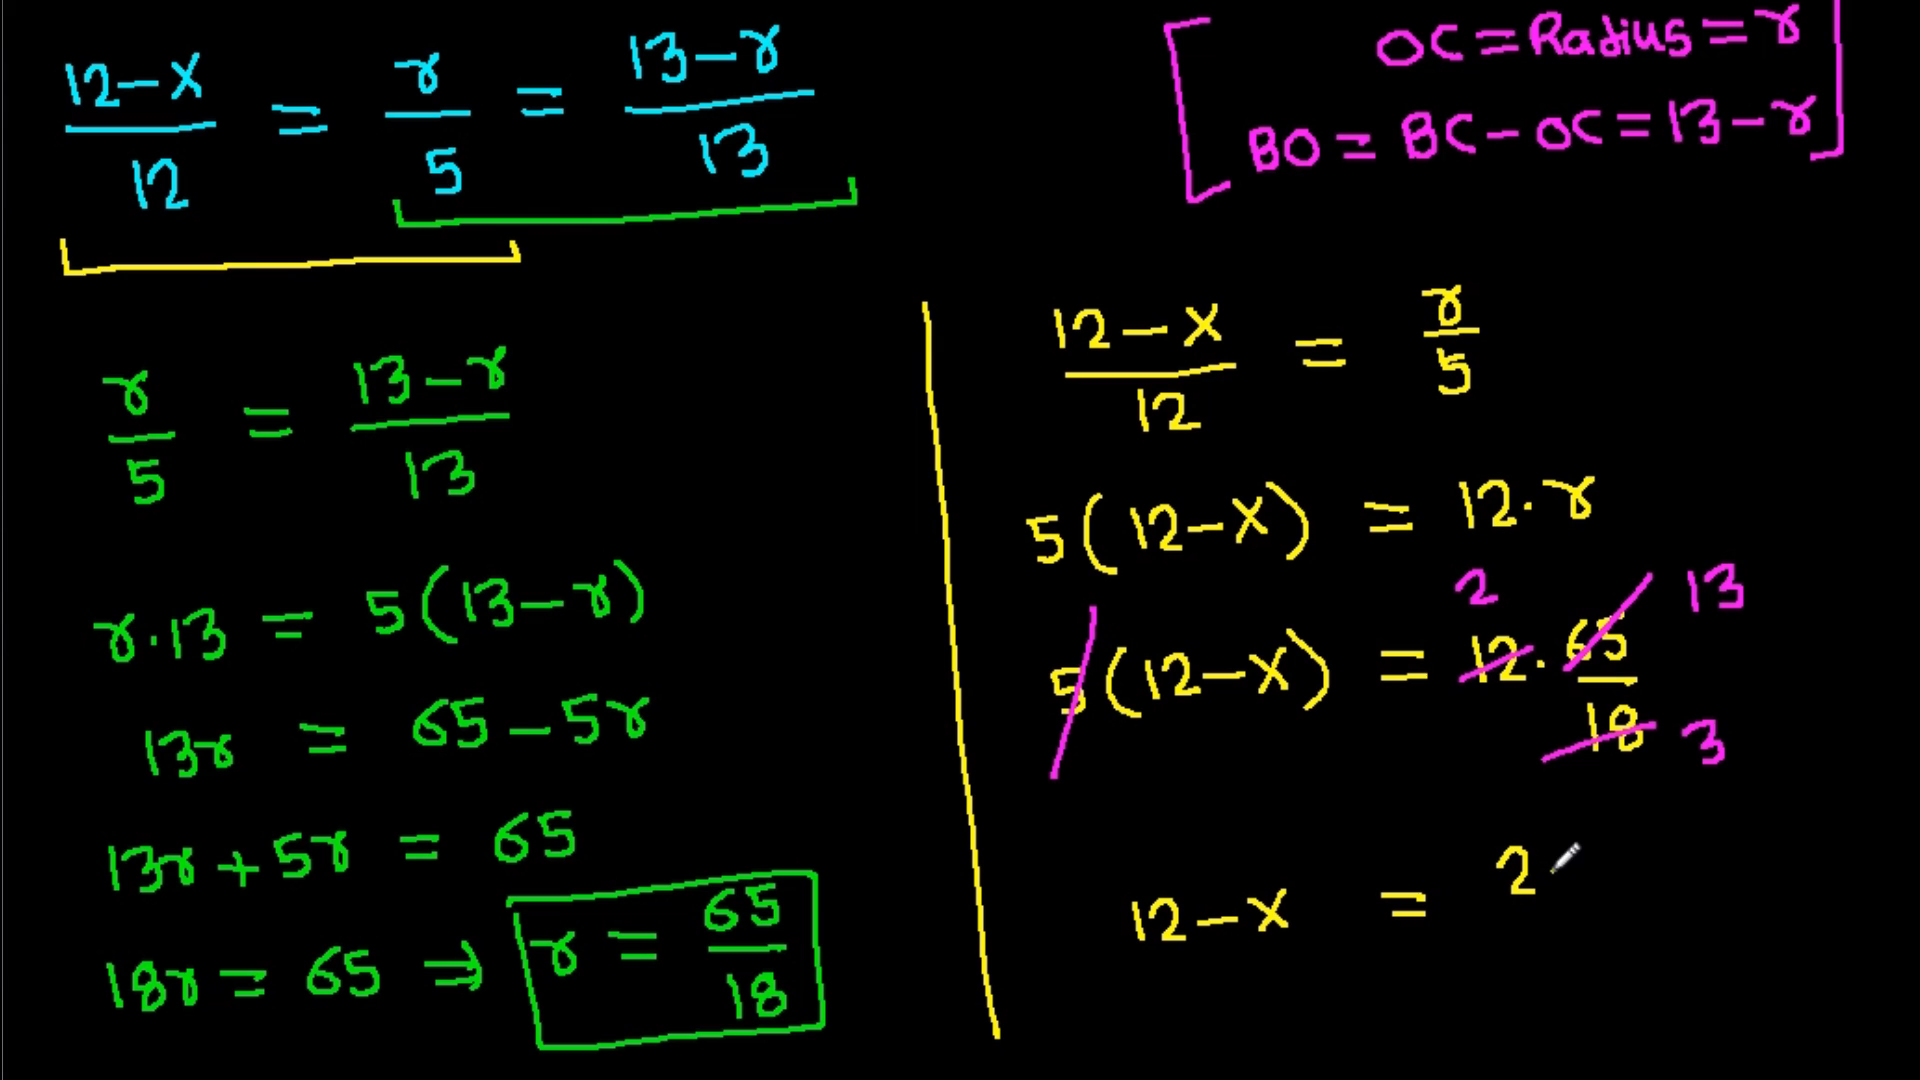 12-x/12 = r/5 = 13-r/13
OC = Radius = r
BO = BC - OC = 13-r
r/5 = 13-r/13
r.13 = 5(13-r)
13r = 65-5r
13r+5r = 65
18r = 65 ⇒ r = 65/18
12-x/12 = r/5
5(12-x) = 12.r
2 13
5(12-x) = 12.65/18
3
12-x = 2